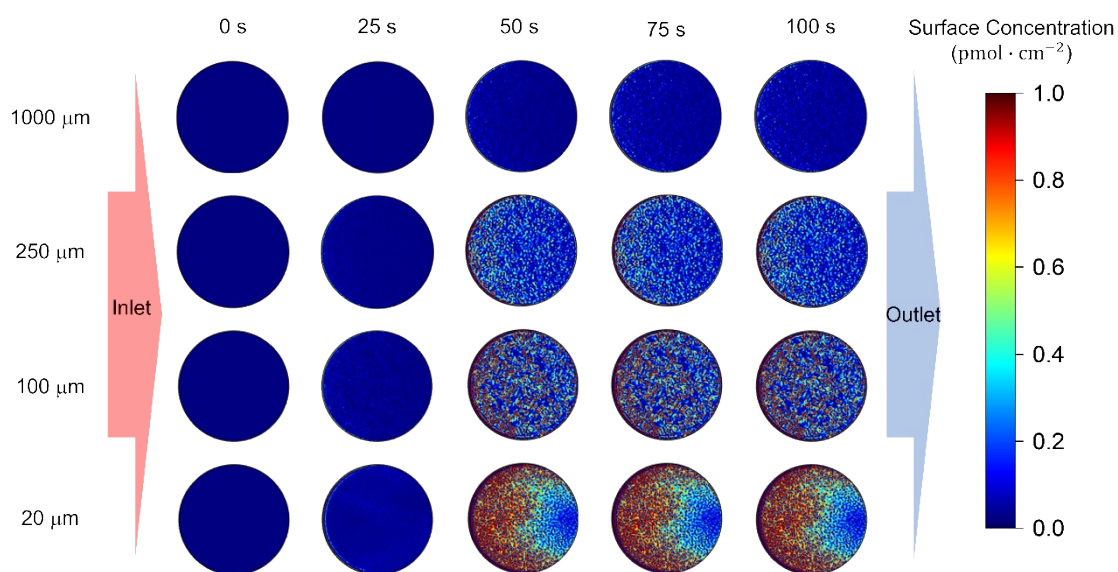 0 s 25 s 50 s 75 s 100 s Surface Concentration
(pmol · cm⁻²)
1000 μm
250 μm
100 μm
20 μm
Inlet
Outlet
1.0
0.8
0.6
0.4
0.2
0.0